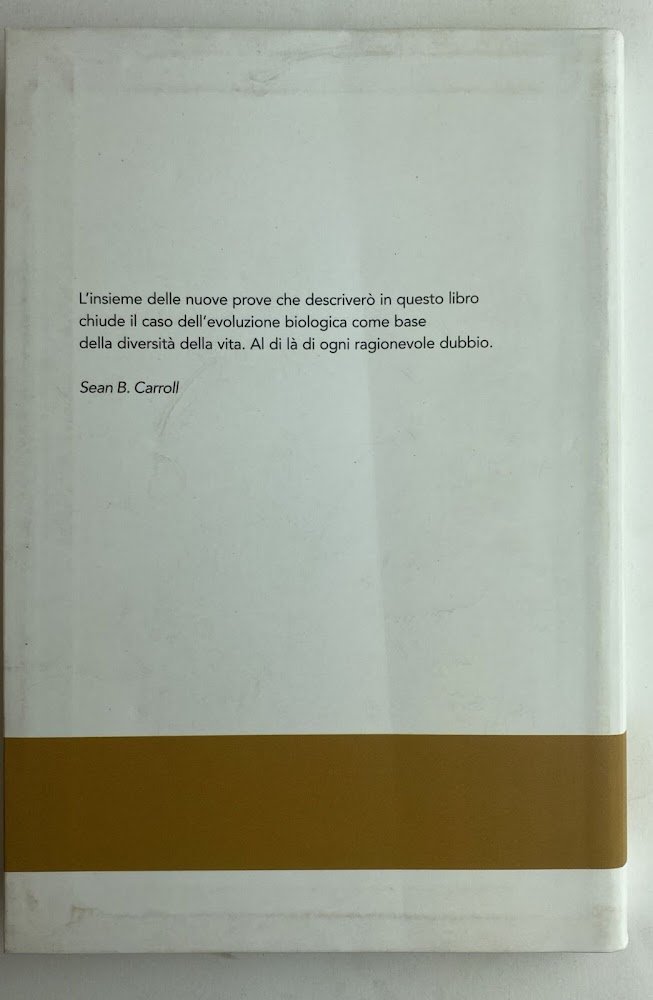 L'insieme delle nuove prove che descriverò in questo libro
chiude il caso dell'evoluzione biologica come base
della diversità della vita. Al di là di ogni ragionevole dubbio.
Sean B. Carroll